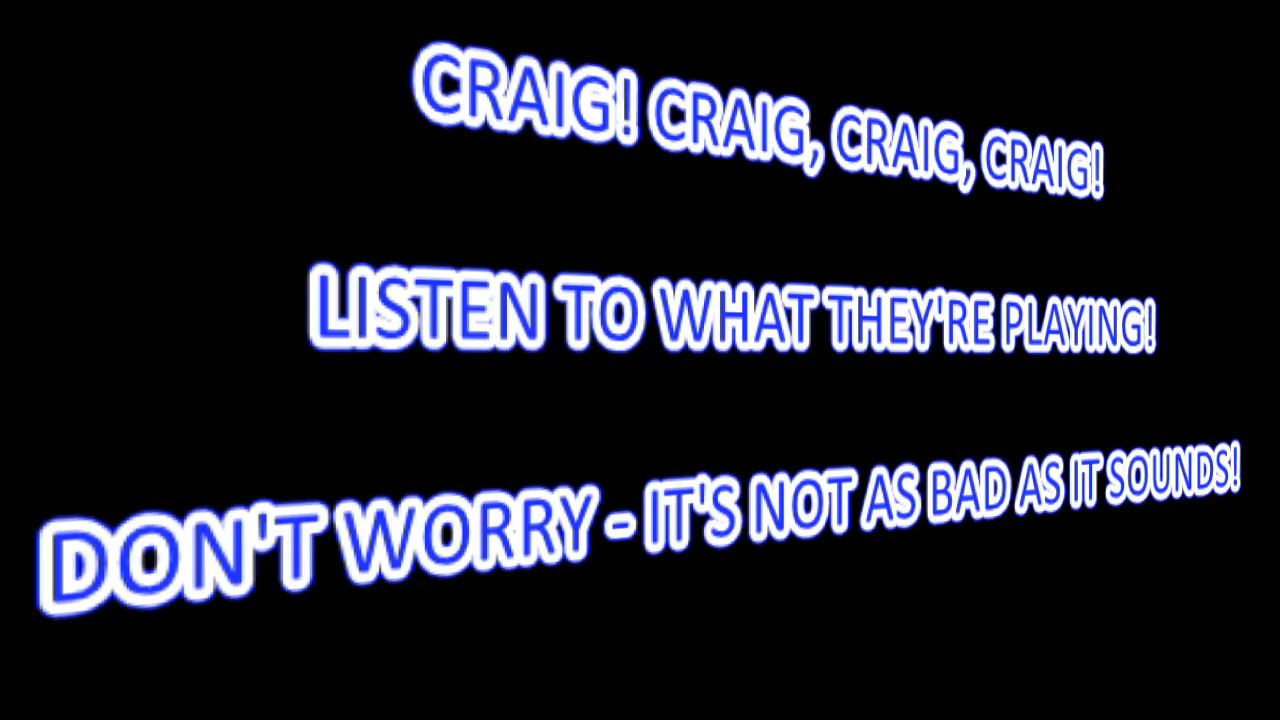 CRAIG! CRAIG, CRAIG, CRAIG!
LISTEN TO WHAT THEY'RE PLAYING!
DON'T WORRY - IT'S NOT AS BAD AS IT SOUNDS!